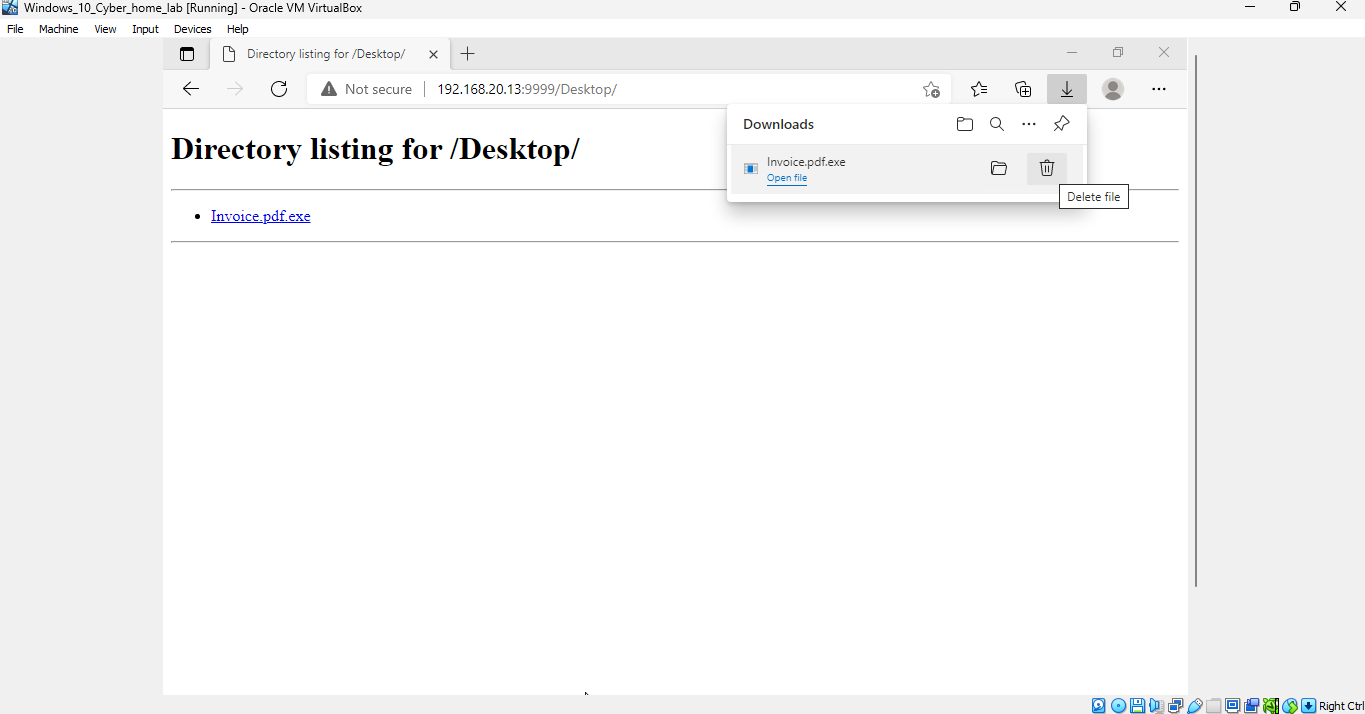 Windows_10_Cyber_home_lab [Running] - Oracle VM VirtualBox
File Machine View Input Devices Help
Directory listing for /Desktop/
Not secure 192.168.20.13:9999/Desktop/
Downloads
Directory listing for /Desktop/
Invoice.pdf.exe
Open file
Delete file
Invoice.pdf.exe
Right Ctrl